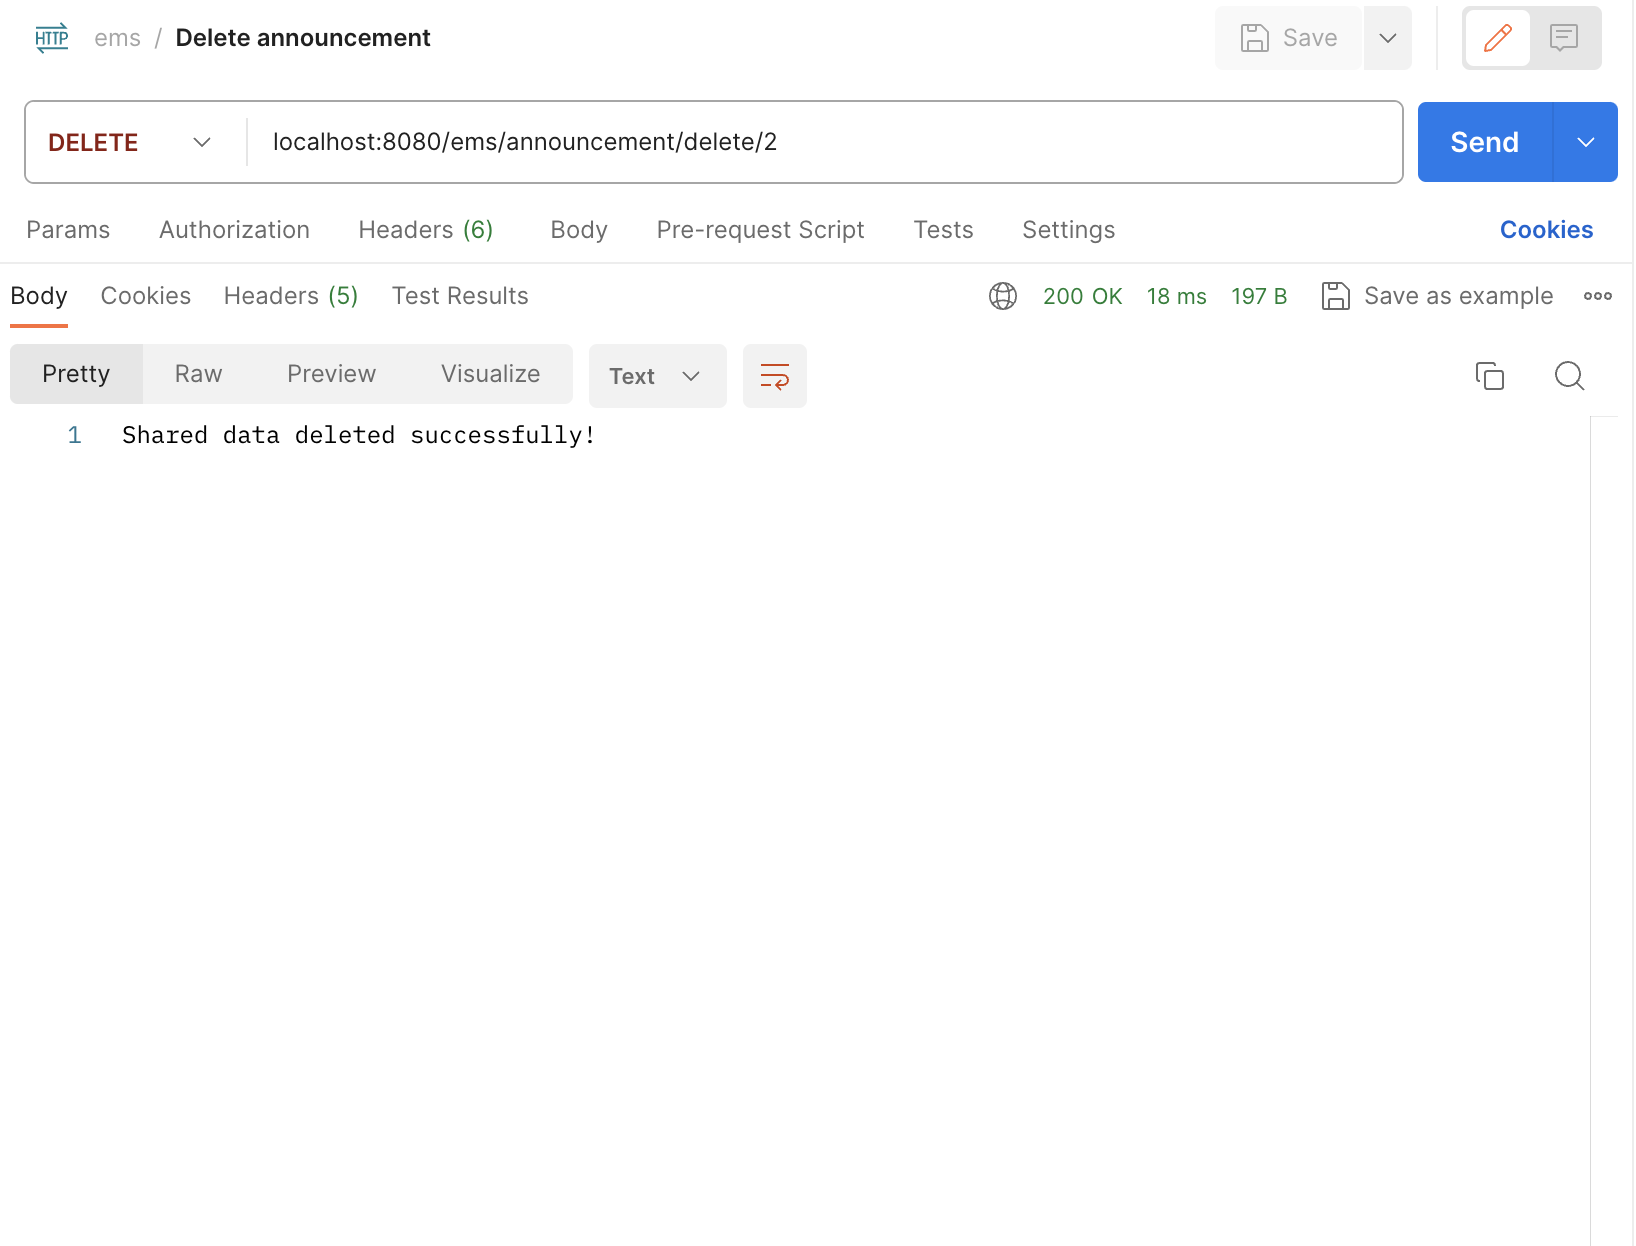 HTTP ems / Delete announcement Save
DELETE localhost:8080/ems/announcement/delete/2 Send
Params Authorization Headers (6) Body Pre-request Script Tests Settings Cookies
Body Cookies Headers (5) Test Results 200 OK 18 ms 197 B Save as example
Pretty Raw Preview Visualize Text
1 Shared data deleted successfully!